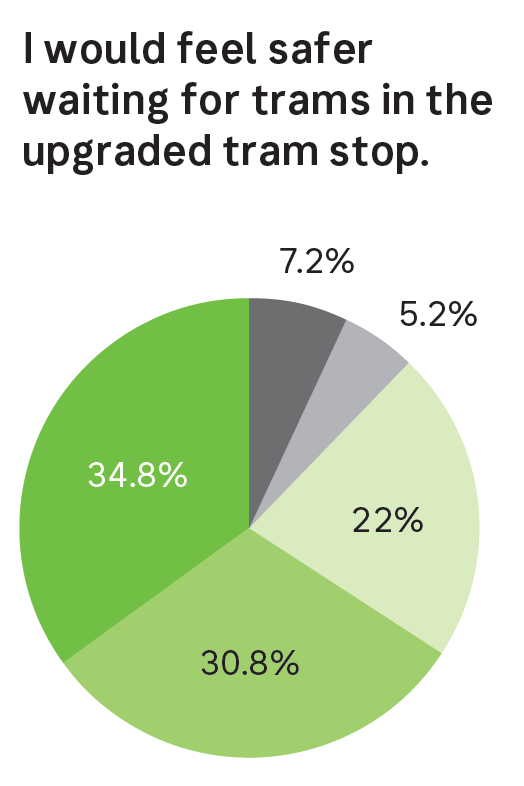 I would feel safer
waiting for trams in the
upgraded tram stop.
7.2%
5.2%
34.8%
22%
30.8%